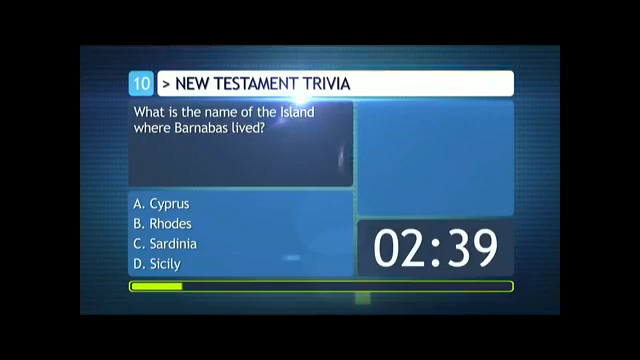 10 > NEW TESTAMENT TRIVIA
What is the name of the Island
where Barnabas lived?
A. Cyprus
B. Rhodes
C. Sardinia
D. Sicily
02:39